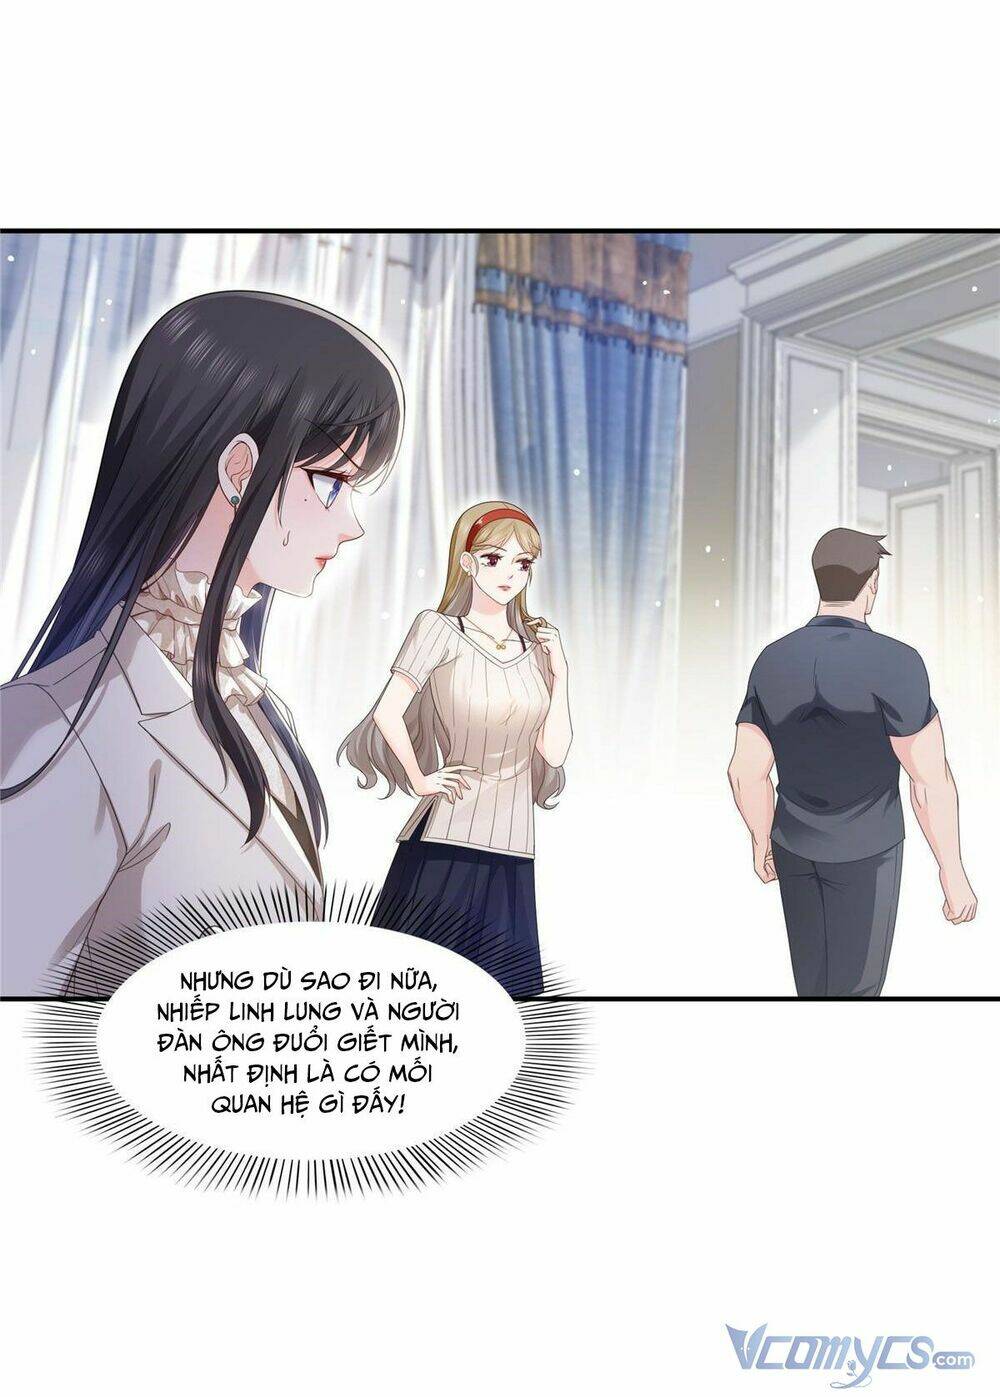 NHƯNG DÙ SAO ĐI NỮA,
NHIẾP LINH LUNG VÀ NGƯỜI
ĐÀN ÔNG ĐUỔI GIẾT MÌNH,
NHẤT ĐỊNH LÀ CÓ MỐI
QUAN HỆ GÌ ĐẤY!
VCOMYCS.com